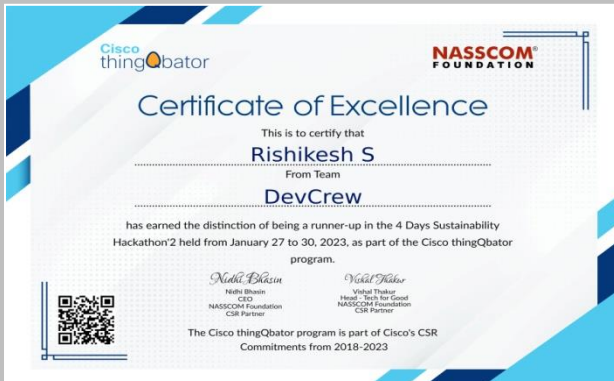 Cisco
thingQbator
NASSCOM®
FOUNDATION
Certificate of Excellence
This is to certify that
Rishikesh S
From Team
DevCrew
has earned the distinction of being a runner-up in the 4 Days Sustainability
Hackathon'2 held from January 27 to 30, 2023, as part of the Cisco thingQbator
program.
Nidhi Bhasin
Nidhi Bhasin
CEO
NASSCOM Foundation
CSR Partner
Vishal Thakur
Vishal Thakur
Head - Tech for Good
NASSCOM Foundation
CSR Partner
The Cisco thingQbator program is part of Cisco's CSR
Commitments from 2018-2023